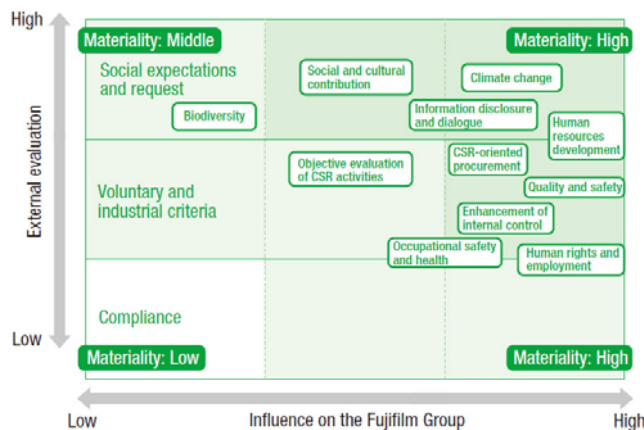 High
Materiality: Middle
Materiality: High
Social expectations
and request
Social and cultural
contribution
Climate change
Biodiversity
Information disclosure
and dialogue
Human
resources
development
External evaluation
Voluntary and
industrial criteria
Objective evaluation
of CSR activities
CSR-oriented
procurement
Quality and safety
Enhancement of
internal control
Occupational safety
and health
Human rights and
employment
Compliance
Low
Materiality: Low
Materiality: High
Low
Influence on the Fujifilm Group
High